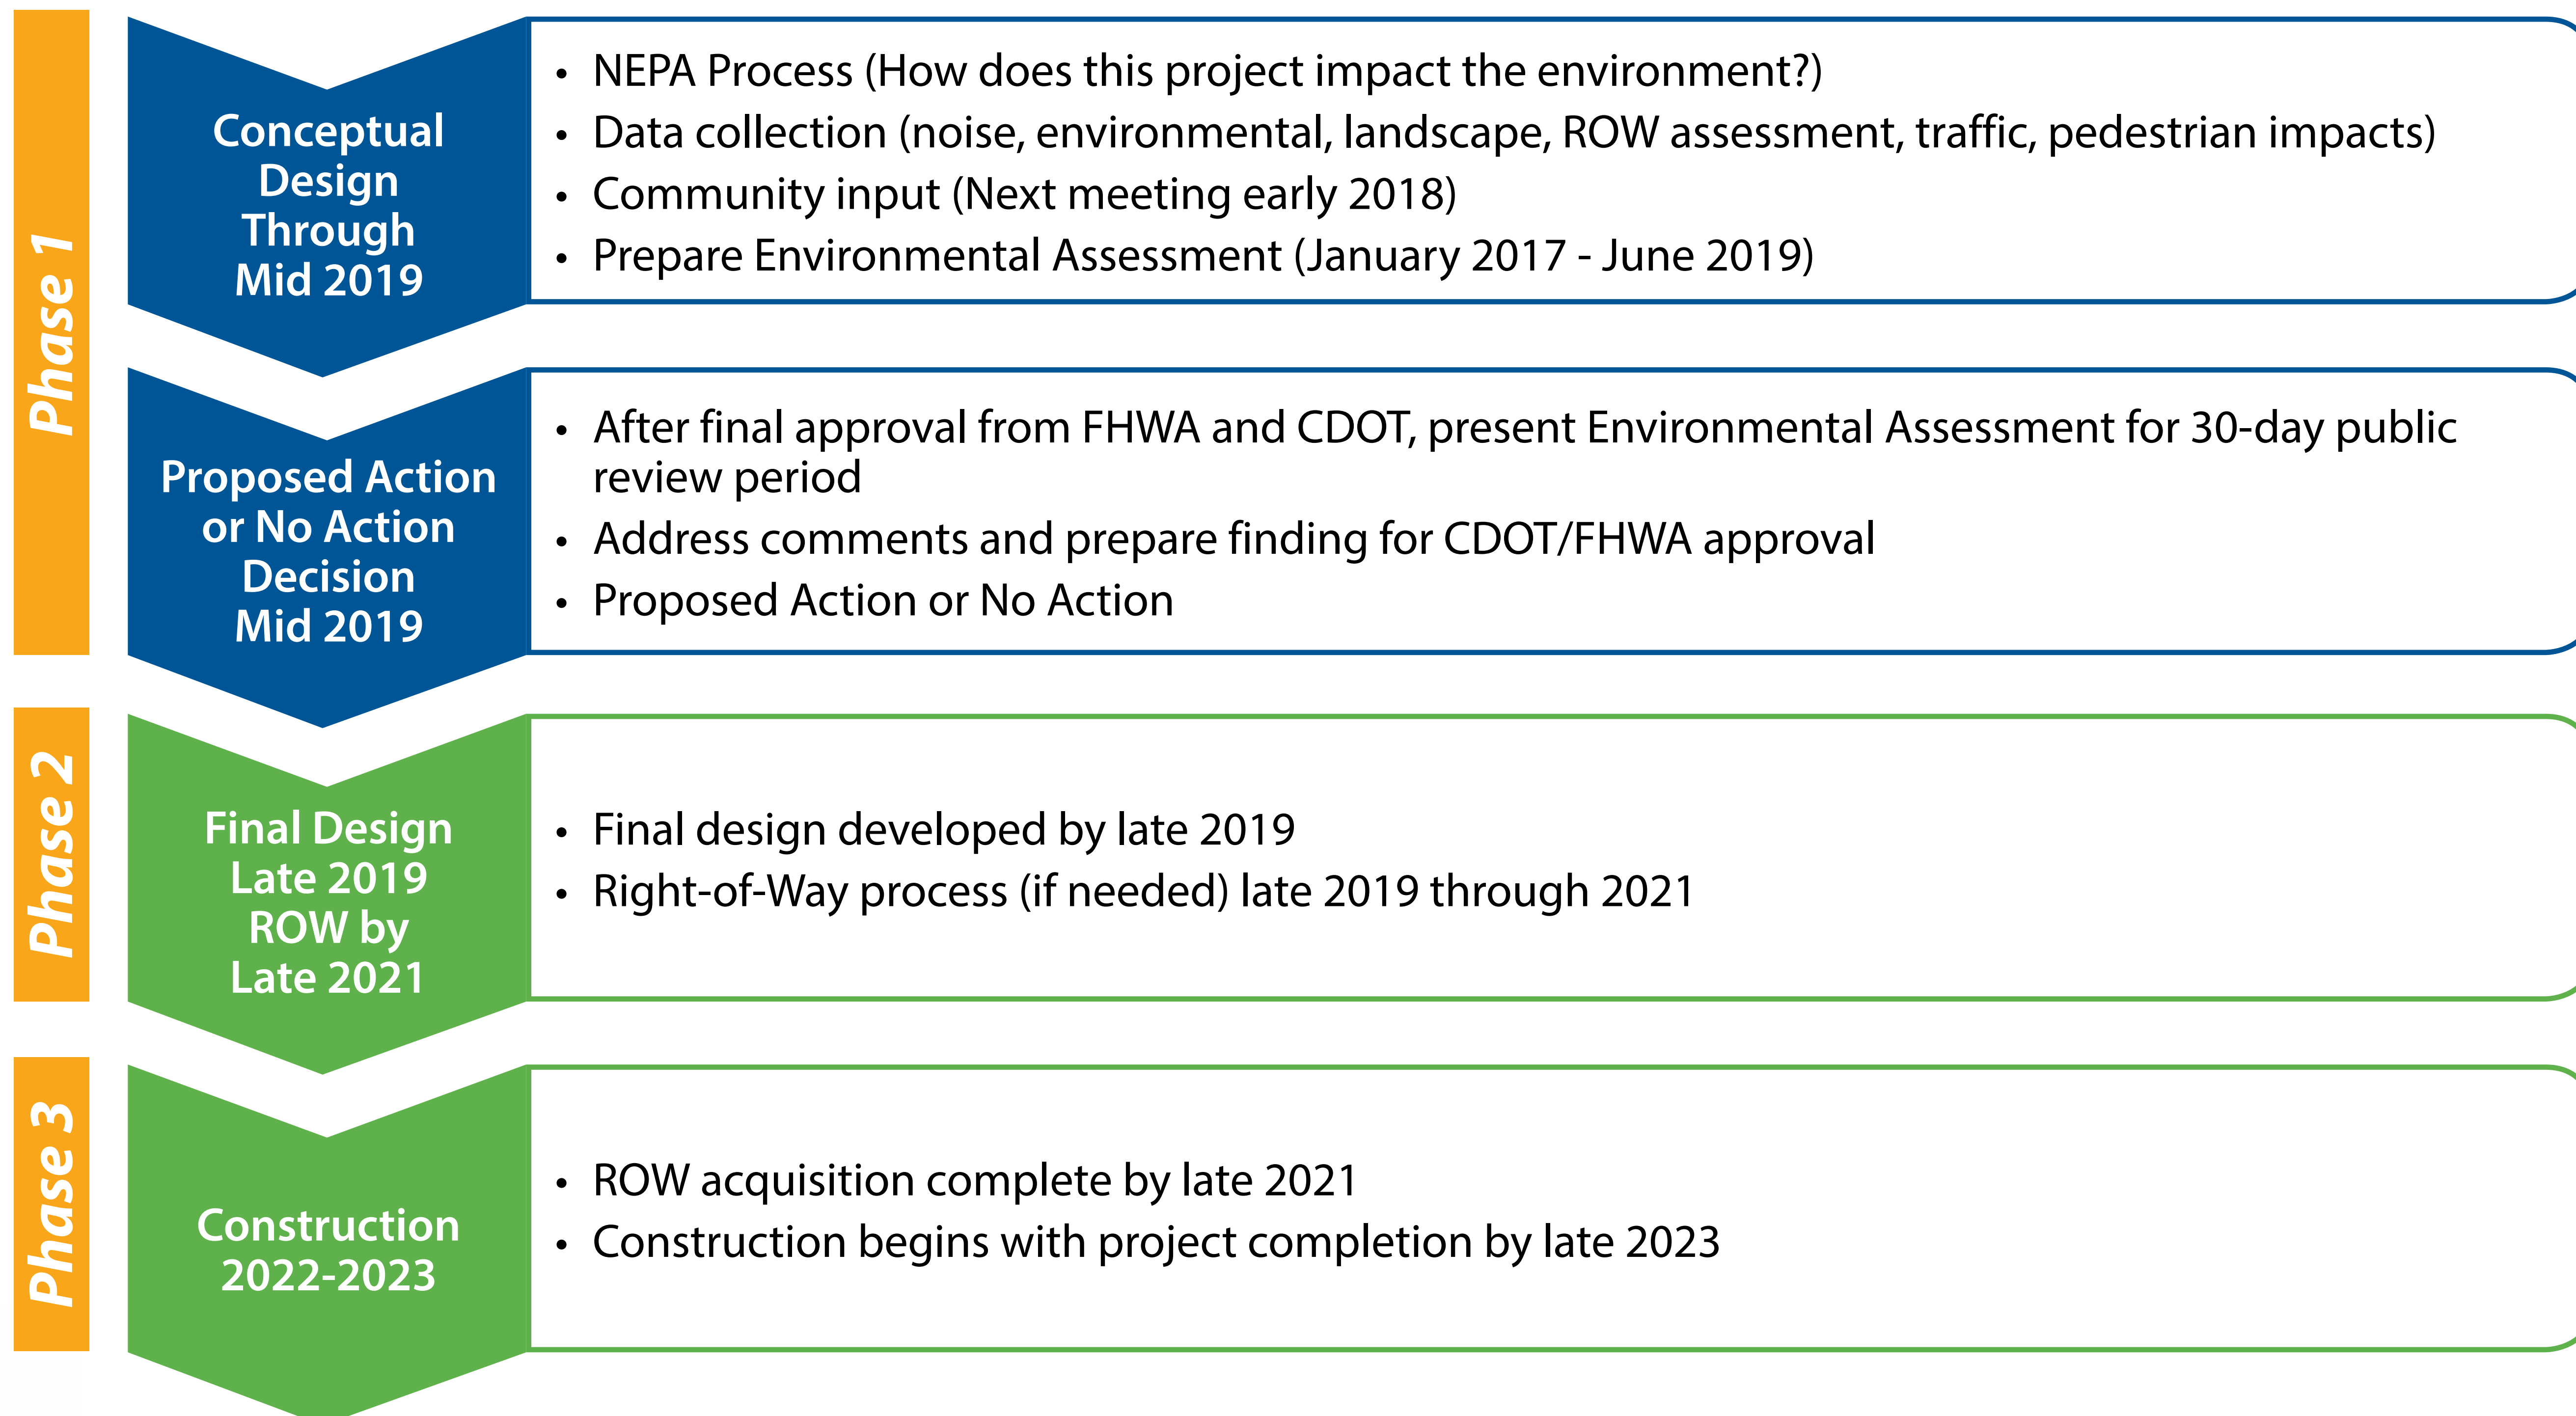 Phase 1
Conceptual
Design
Through
Mid 2019
• NEPA Process (How does this project impact the environment?)
• Data collection (noise, environmental, landscape, ROW assessment, traffic, pedestrian impacts)
• Community input (Next meeting early 2018)
• Prepare Environmental Assessment (January 2017 - June 2019)
Proposed Action
or No Action
Decision
Mid 2019
• After final approval from FHWA and CDOT, present Environmental Assessment for 30-day public
review period
• Address comments and prepare finding for CDOT/FHWA approval
• Proposed Action or No Action
Phase 2
Final Design
Late 2019
ROW by
Late 2021
• Final design developed by late 2019
• Right-of-Way process (if needed) late 2019 through 2021
Phase 3
Construction
2022-2023
• ROW acquisition complete by late 2021
• Construction begins with project completion by late 2023